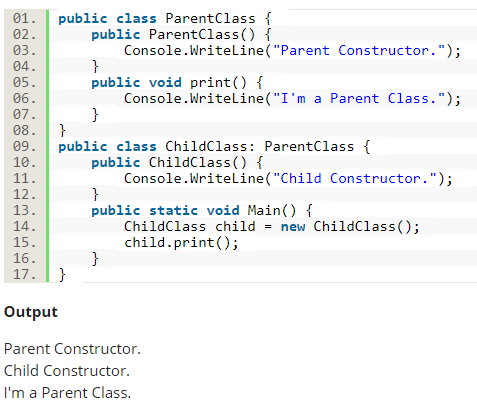 01. public class ParentClass {
02. public ParentClass() {
03. Console.WriteLine("Parent Constructor.");
04. }
05. public void print() {
06. Console.WriteLine("I'm a Parent Class.");
07. }
08. }
09. public class ChildClass: ParentClass {
10. public ChildClass() {
11. Console.WriteLine("Child Constructor.");
12. }
13. public static void Main() {
14. ChildClass child = new ChildClass();
15. child.print();
16. }
17. }
Output
Parent Constructor.
Child Constructor.
I'm a Parent Class.